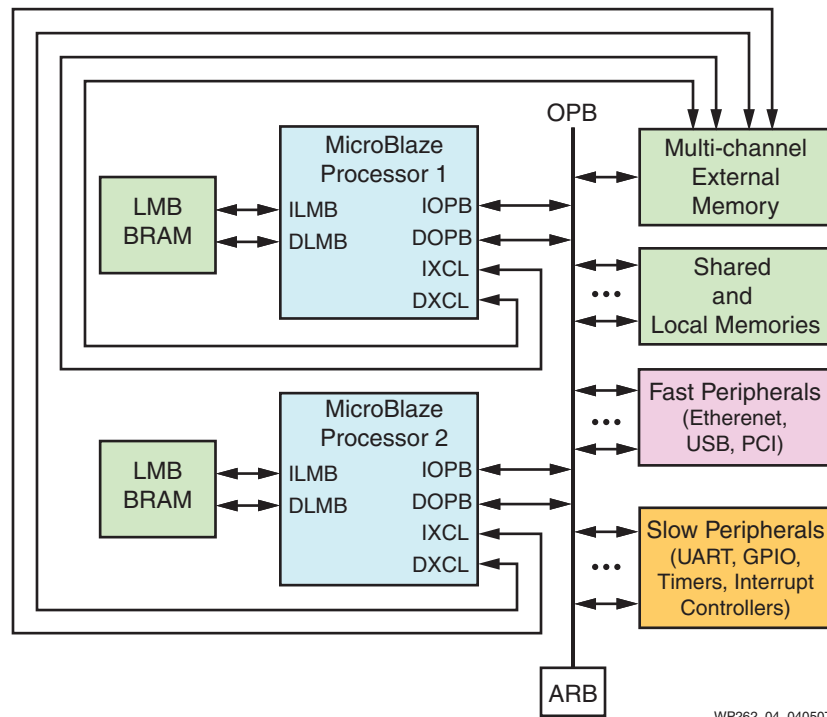 OPB
MicroBlaze
Processor 1
ILMB
DLMB
IOPB
DOPB
IXCL
DXCL
LMB
BRAM
Multi-channel
External
Memory
Shared
and
Local Memories
...
MicroBlaze
Processor 2
ILMB
DLMB
IOPB
DOPB
IXCL
DXCL
LMB
BRAM
Fast Peripherals
(Etherenet,
USB, PCI)
...
Slow Peripherals
(UART, GPIO,
Timers, Interrupt
Controllers)
...
ARB
WP262_04_040507